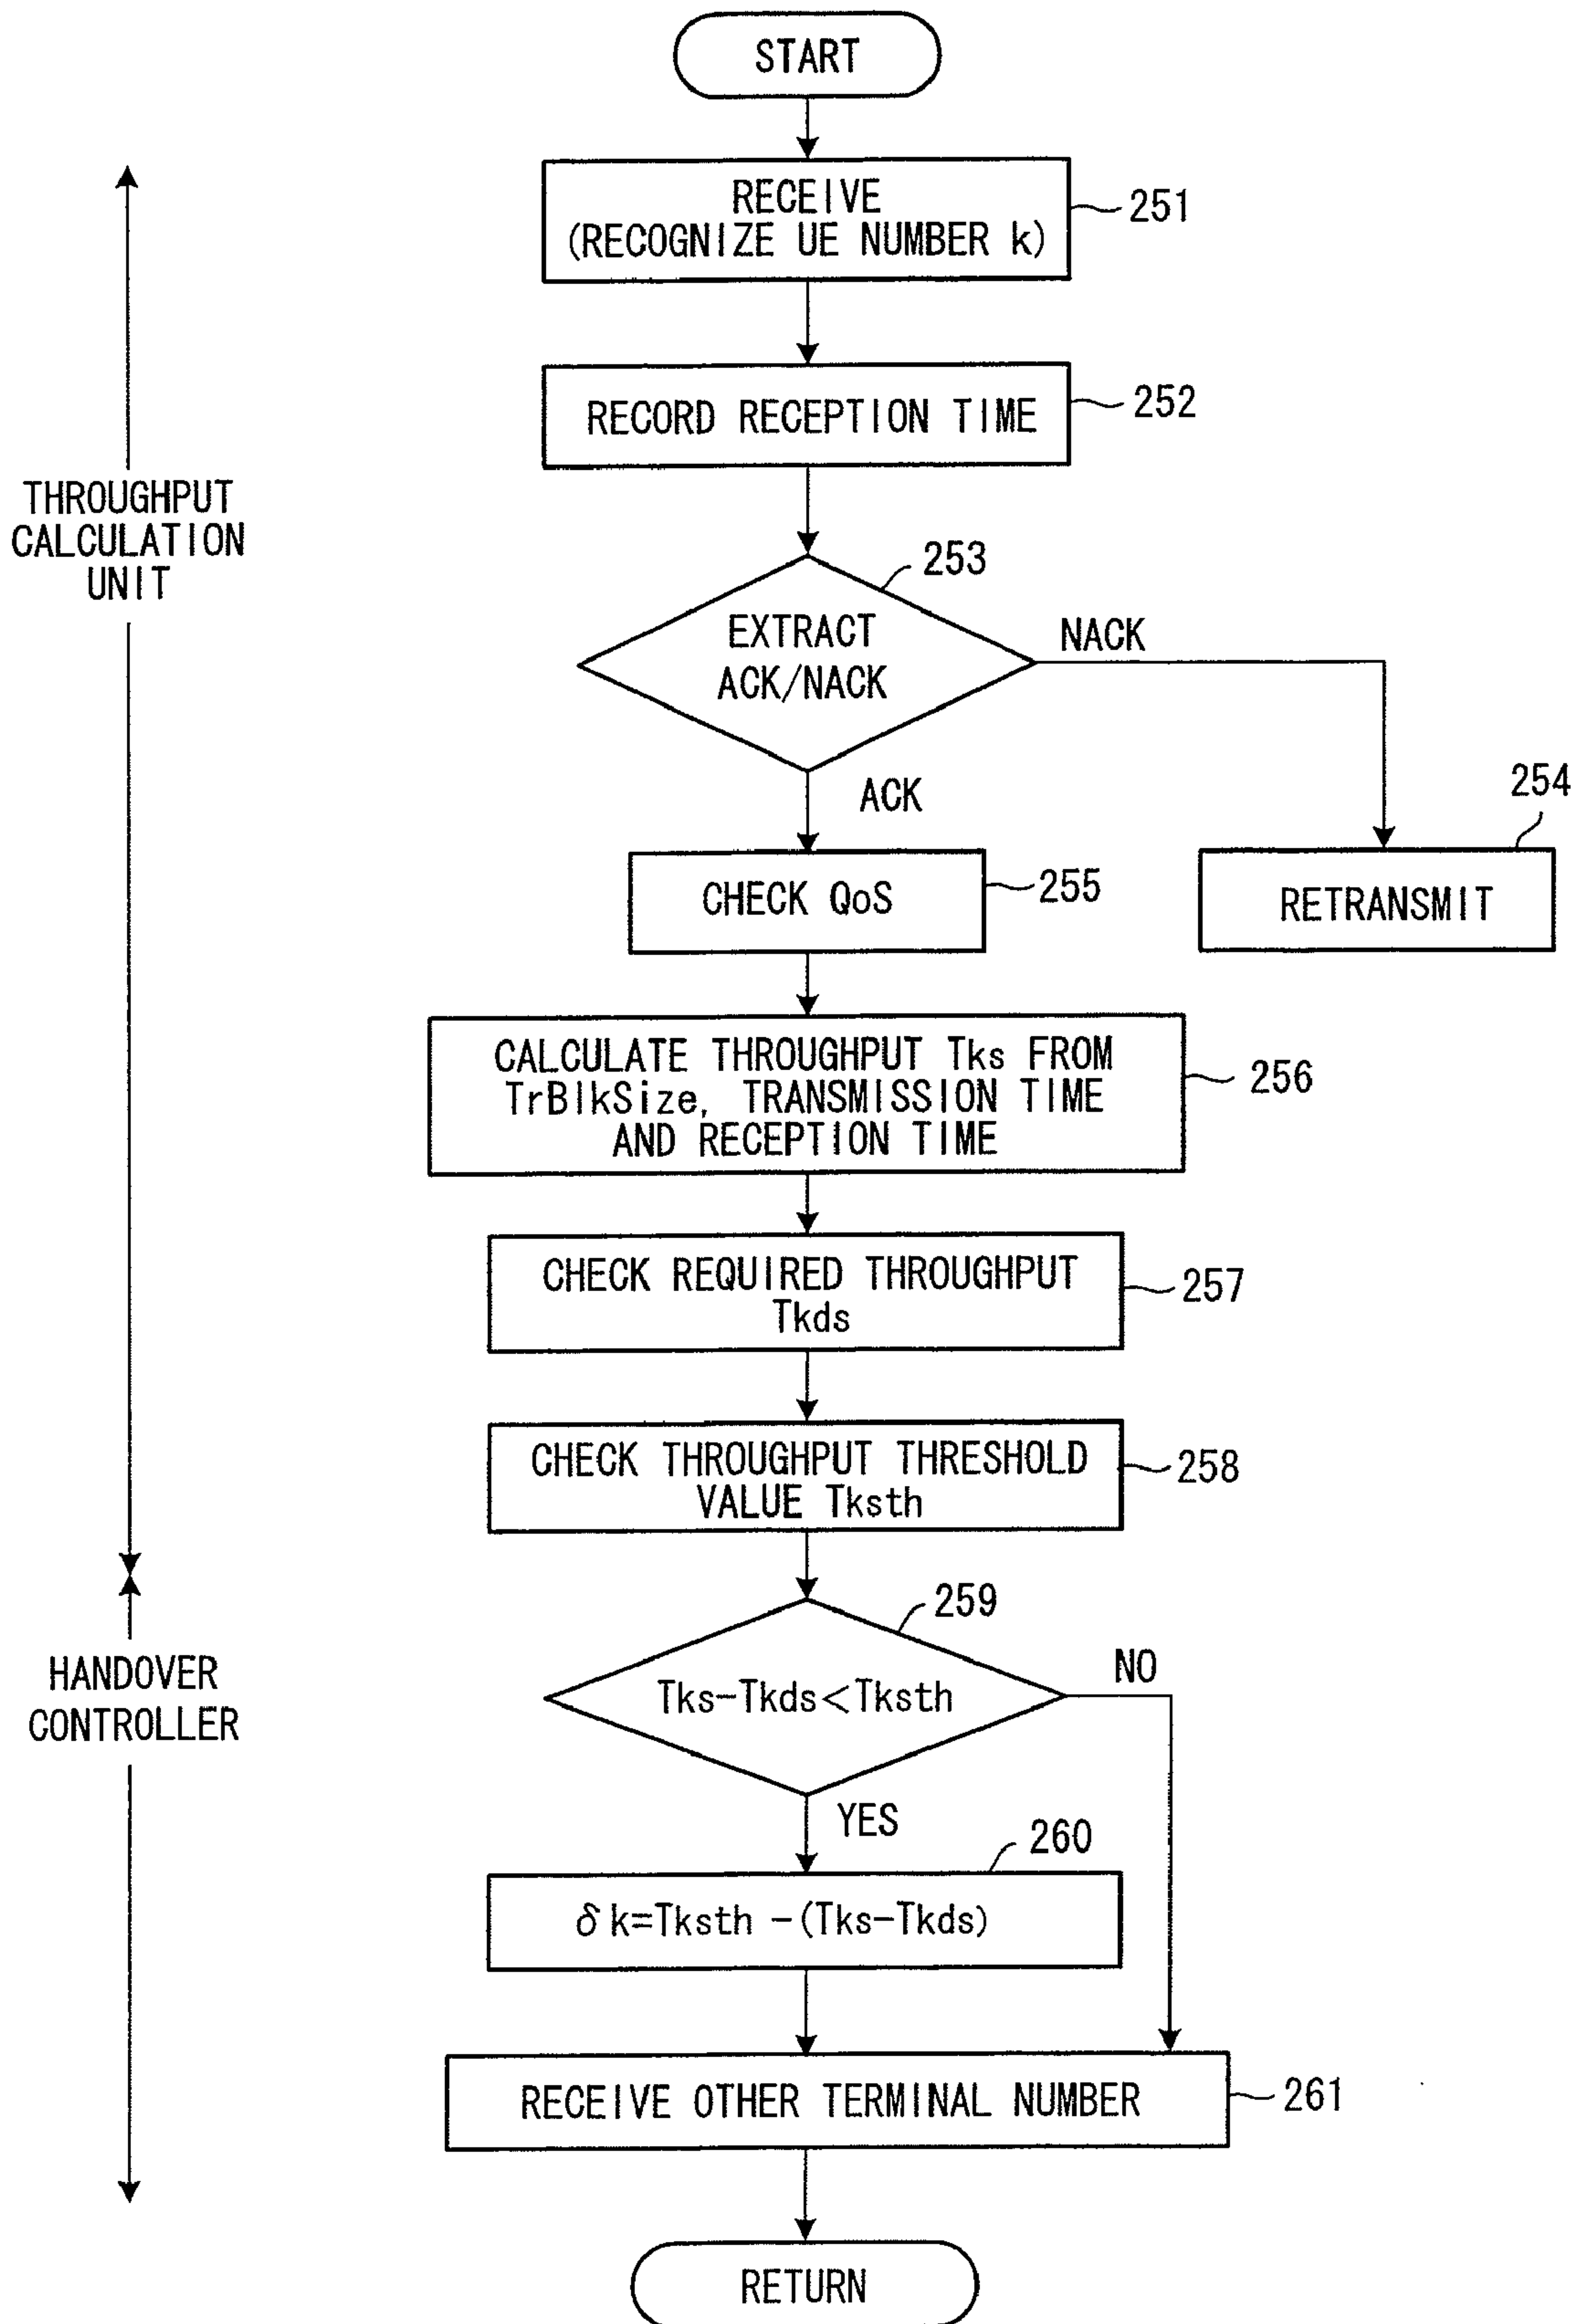 START
RECEIVE
(RECOGNIZE UE NUMBER k)
251
RECORD RECEPTION TIME
252
THROUGHPUT
CALCULATION
UNIT
253
EXTRACT
ACK/NACK
NACK
ACK
254
CHECK QoS
255
RETRANSMIT
CALCULATE THROUGHPUT Tks FROM
TrBlkSize, TRANSMISSION TIME
AND RECEPTION TIME
256
CHECK REQUIRED THROUGHPUT
Tkds
257
CHECK THROUGHPUT THRESHOLD
VALUE Tksth
258
259
HANDOVER
CONTROLLER
Tks-Tkds<Tksth
NO
YES
260
δk=Tksth -(Tks-Tkds)
RECEIVE OTHER TERMINAL NUMBER
261
RETURN